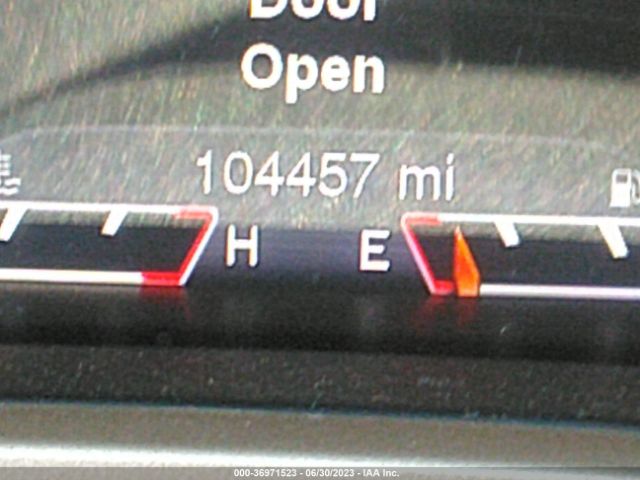 Door
Open
104457 mi
H E
000-36971523 - 06/30/2023 - IAA Inc.